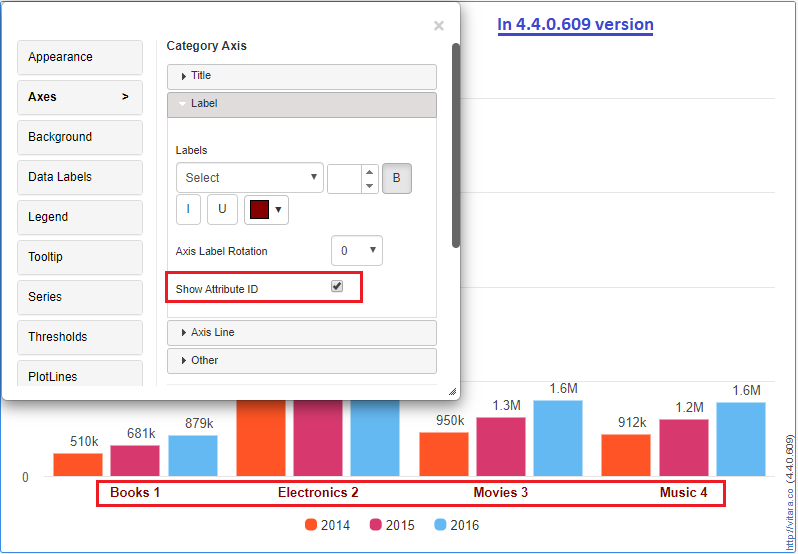 In 4.4.0.609 version
×
Category Axis
Appearance
Axes >
Background
Data Labels
Legend
Tooltip
Series
Thresholds
PlotLines
Title
Label
Labels
Select
B
I U
Axis Label Rotation 0
Show Attribute ID
Axis Line
Other
510k 681k 879k
950k 1.3M 1.6M
912k 1.2M 1.6M
0
Books 1 Electronics 2 Movies 3 Music 4
2014 2015 2016
http://vitara.co (4.4.0.609)